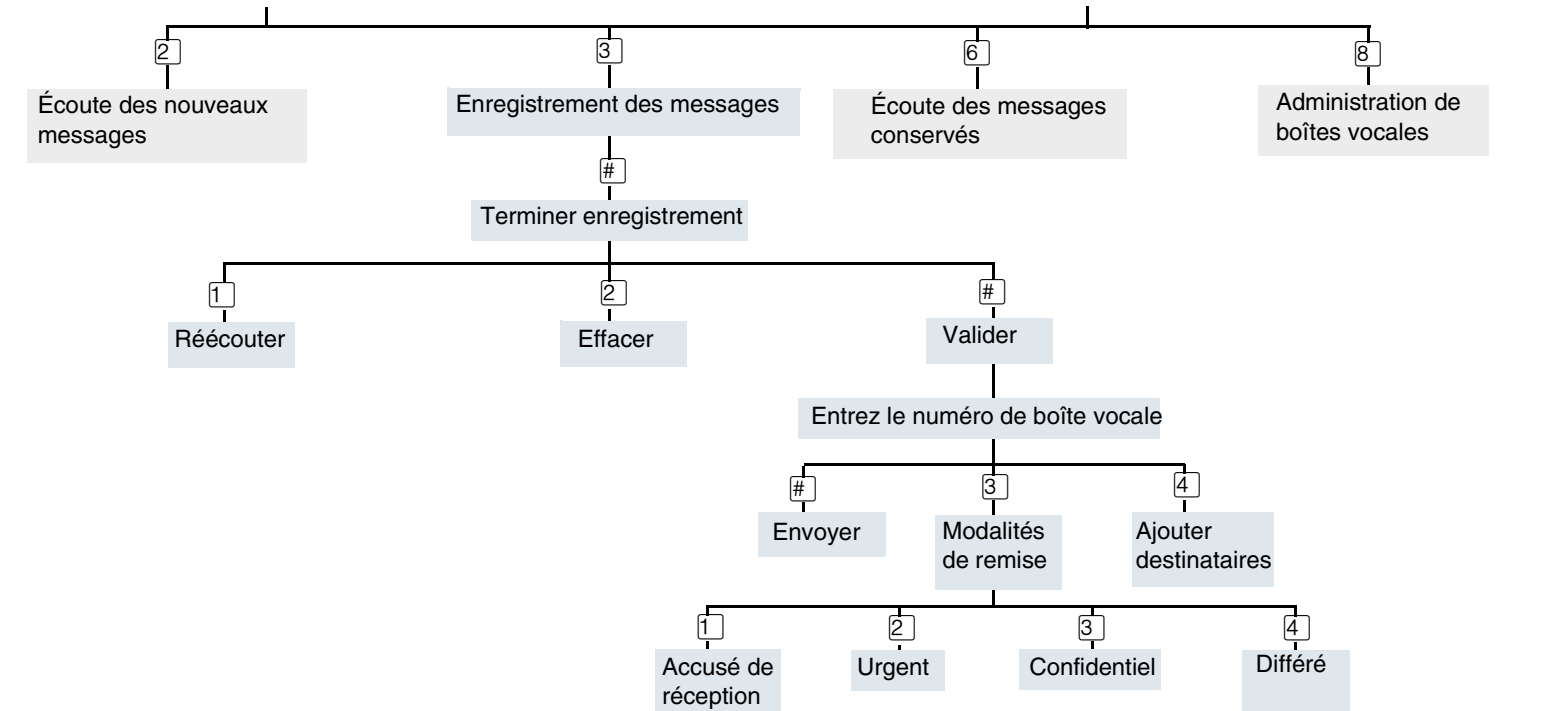 2
3
6
8
Écoute des nouveaux
messages
Enregistrement des messages
Écoute des messages
conservés
Administration de
boîtes vocales
#
Terminer enregistrement
1
2
#
Réécouter
Effacer
Valider
Entrez le numéro de boîte vocale
#
3
4
Envoyer
Modalités
de remise
Ajouter
destinataires
1
2
3
4
Accusé de
réception
Urgent
Confidentiel
Différé